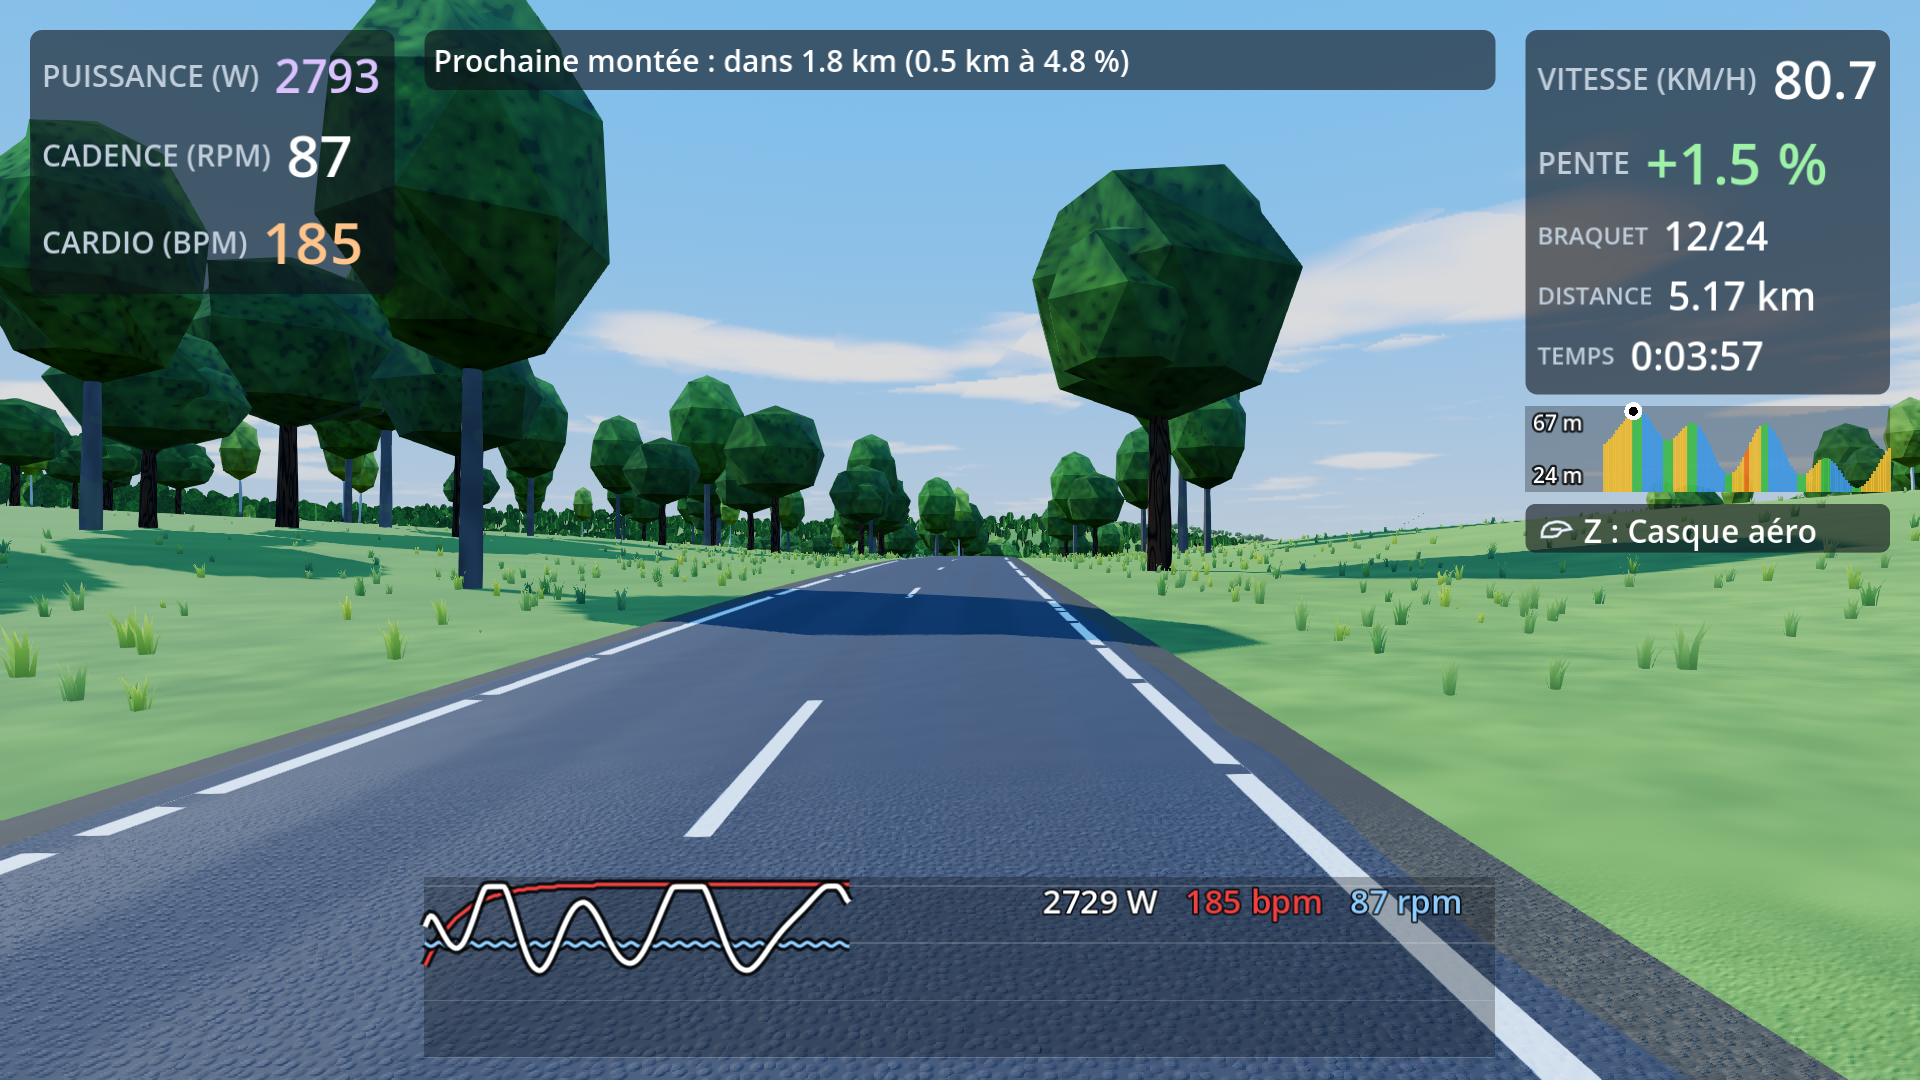 PUISSANCE (W) 2793
CADENCE (RPM) 87
CARDIO (BPM) 185
Prochaine montée : dans 1.8 km (0.5 km à 4.8 %)
VITESSE (KM/H) 80.7
PENTE +1.5 %
BRAQUET 12/24
DISTANCE 5.17 km
TEMPS 0:03:57
67 m
24 m
Z : Casque aéro
2729 W 185 bpm 87 rpm